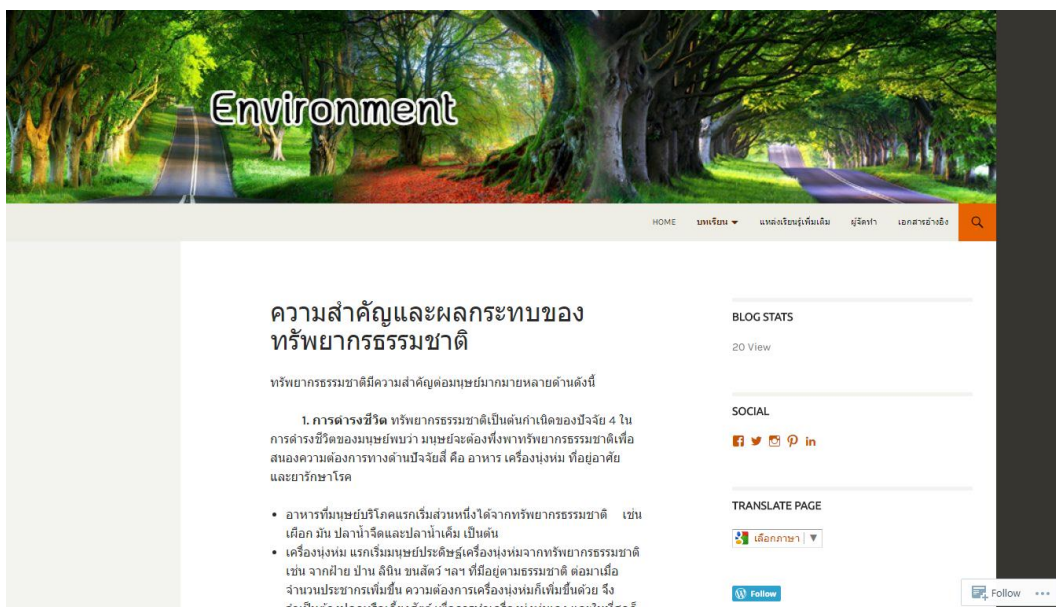 Environment
HOME บทเรียน แหล่งเรียนรู้เพิ่มเติม ผู้จัดทำ เอกสารอ้างอิง
ความสำคัญและผลกระทบของ
ทรัพยากรธรรมชาติ
ทรัพยากรธรรมชาติมีความสำคัญต่อมนุษย์มากมายหลายด้านดังนี้
1. การดำรงชีวิต ทรัพยากรธรรมชาติเป็นต้นกำเนิดของปัจจัย 4 ใน
การดำรงชีวิตของมนุษย์พบว่า มนุษย์จะต้องพึ่งพาทรัพยากรธรรมชาติเพื่อ
สนองความต้องการทางด้านปัจจัยสี่ คือ อาหาร เครื่องนุ่งห่ม ที่อยู่อาศัย
และยารักษาโรค
• อาหารที่มนุษย์บริโภคแรกเริ่มส่วนหนึ่งได้จากทรัพยากรธรรมชาติ เช่น
เผือก มัน ปลาน้ำจืดและปลาน้ำเค็ม เป็นต้น
• เครื่องนุ่งห่ม แรกเริ่มมนุษย์ประดิษฐ์เครื่องนุ่งห่มจากทรัพยากรธรรมชาติ
เช่น จากฝ้าย ป่าน ลินิน ขนสัตว์ ฯลฯ ที่มีอยู่ตามธรรมชาติ ต่อมาเมื่อ
จำนวนประชากรเพิ่มขึ้น ความต้องการเครื่องนุ่งห่มก็เพิ่มขึ้นด้วย จึง
BLOG STATS
20 View
SOCIAL
TRANSLATE PAGE
เลือกภาษา ▼
Follow
Follow